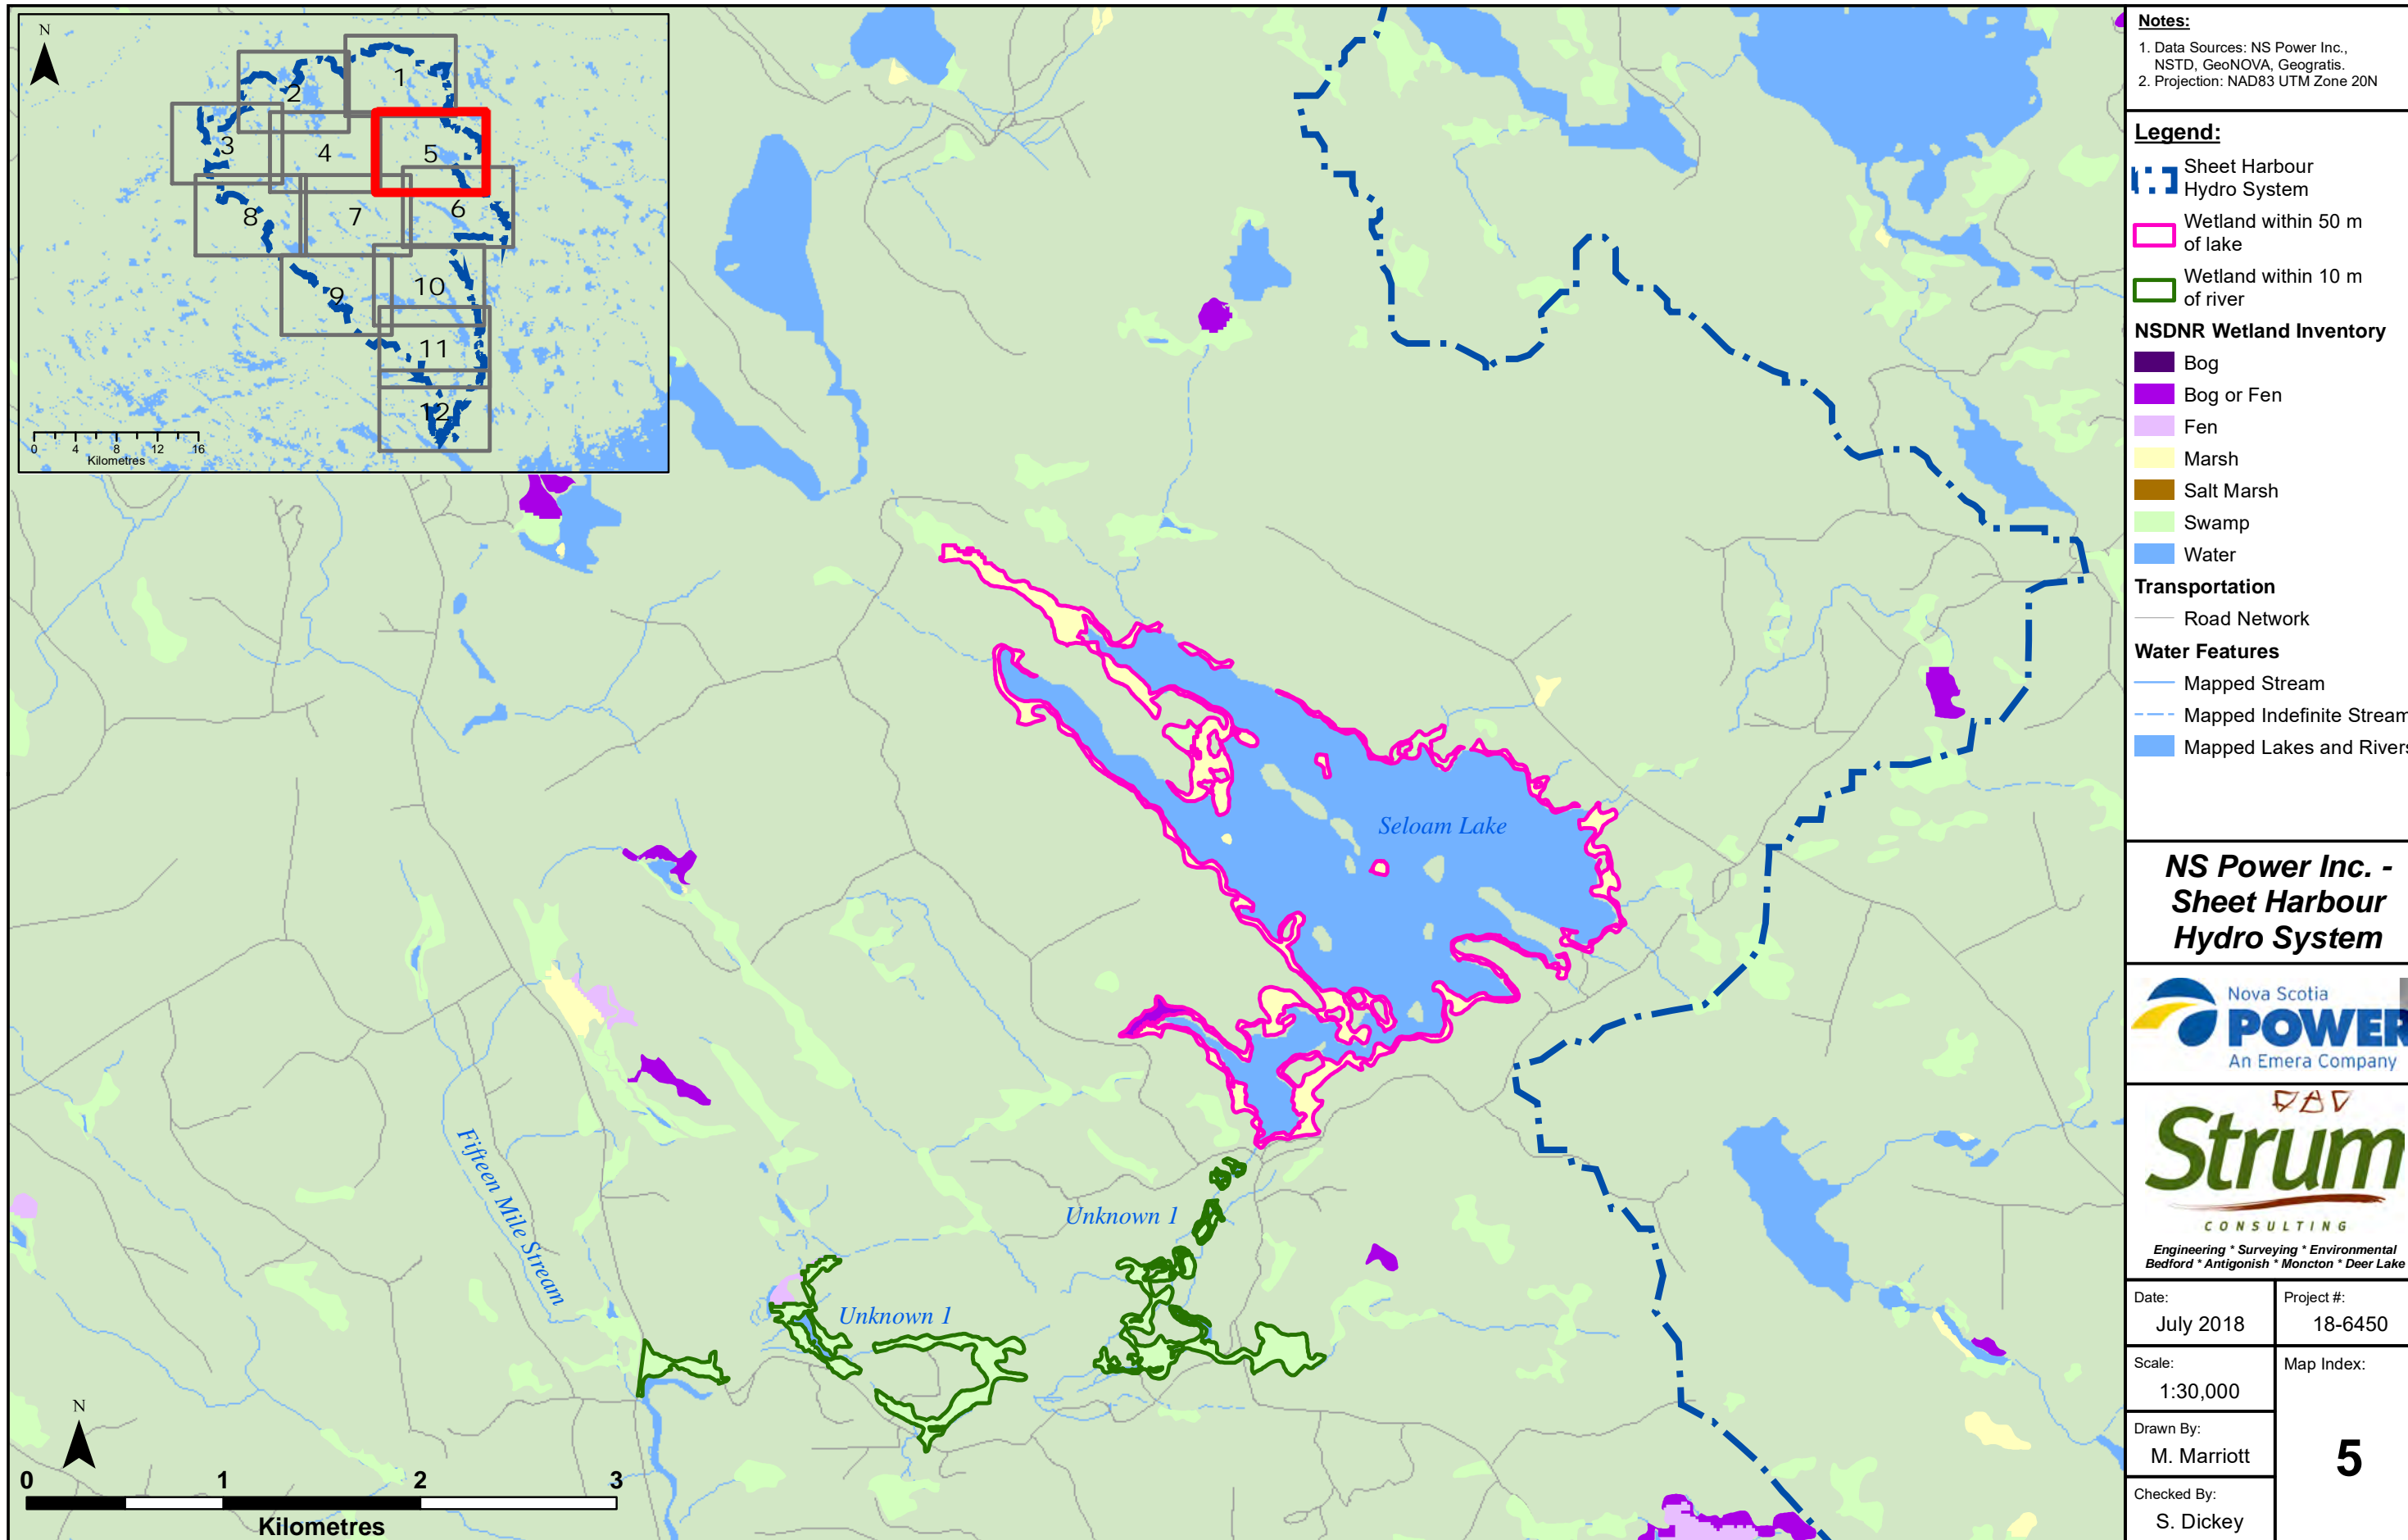 N
1
2
3
4
5
6
7
8
9
10
11
12
0 4 8 12 16
Kilometres
Seloam Lake
Fifteen Mile Stream
Unknown 1
Unknown 1
N
0 1 2 3
Kilometres
Notes:
1. Data Sources: NS Power Inc.,
NSTD, GeoNOVA, Geogratis.
2. Projection: NAD83 UTM Zone 20N
Legend:
Sheet Harbour
Hydro System
Wetland within 50 m
of lake
Wetland within 10 m
of river
NSDNR Wetland Inventory
Bog
Bog or Fen
Fen
Marsh
Salt Marsh
Swamp
Water
Transportation
Road Network
Water Features
Mapped Stream
Mapped Indefinite Stream
Mapped Lakes and Rivers
NS Power Inc. -
Sheet Harbour
Hydro System
Nova Scotia
POWER
An Emera Company
Strum
CONSULTING
Engineering * Surveying * Environmental
Bedford * Antigonish * Moncton * Deer Lake
Date:
July 2018
Project #:
18-6450
Scale:
1:30,000
Map Index:
5
Drawn By:
M. Marriott
Checked By:
S. Dickey